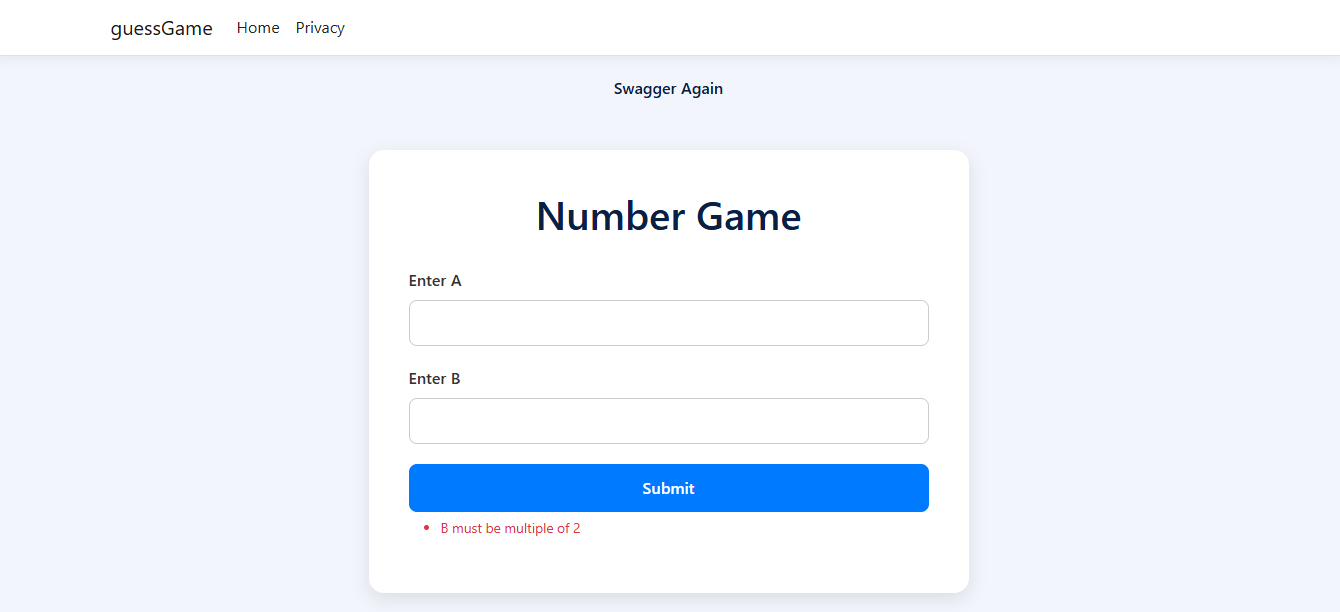 guessGame Home Privacy
Swagger Again
Number Game
Enter A
Enter B
Submit
B must be multiple of 2